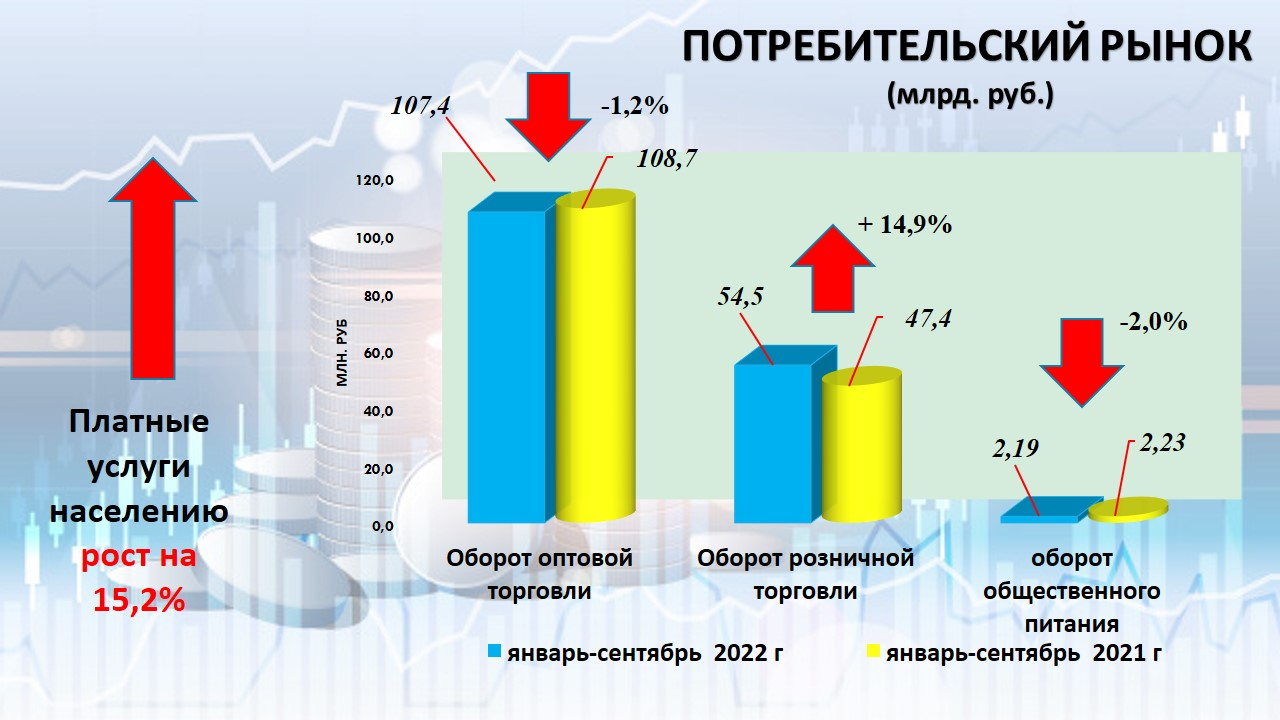 ПОТРЕБИТЕЛЬСКИЙ РЫНОК
(млрд. руб.)
107,4
-1,2%
108,7
120,0
100,0
80,0
60,0
40,0
20,0
0,0
МЛН. РУБ
+ 14,9%
54,5
47,4
-2,0%
2,19
2,23
Платные
услуги
населению
рост на
15,2%
Оборот оптовой
торговли
Оборот розничной
торговли
оборот
общественного
питания
январь-сентябрь 2022 г
январь-сентябрь 2021 г